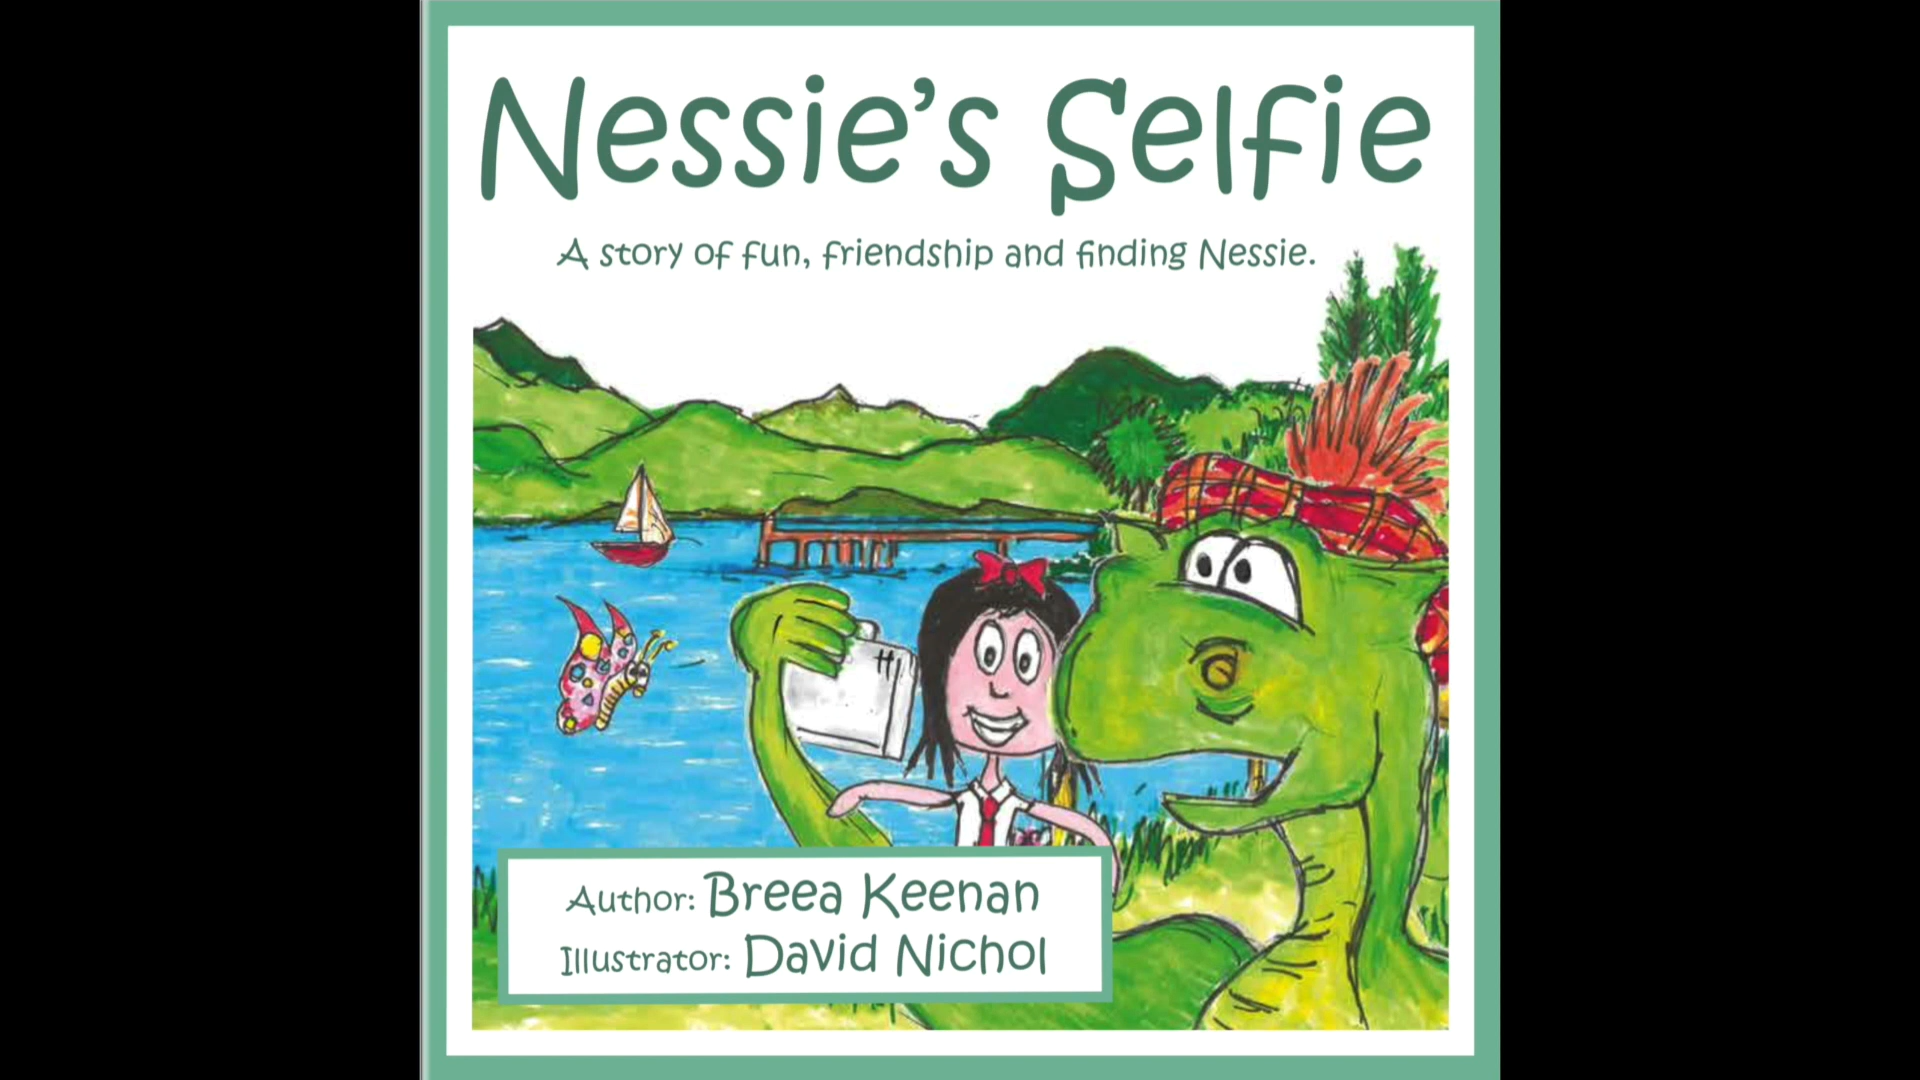 Nessie's Selfie
A story of fun, friendship and finding Nessie.
Author: Breea Keenan
Illustrator: David Nichol